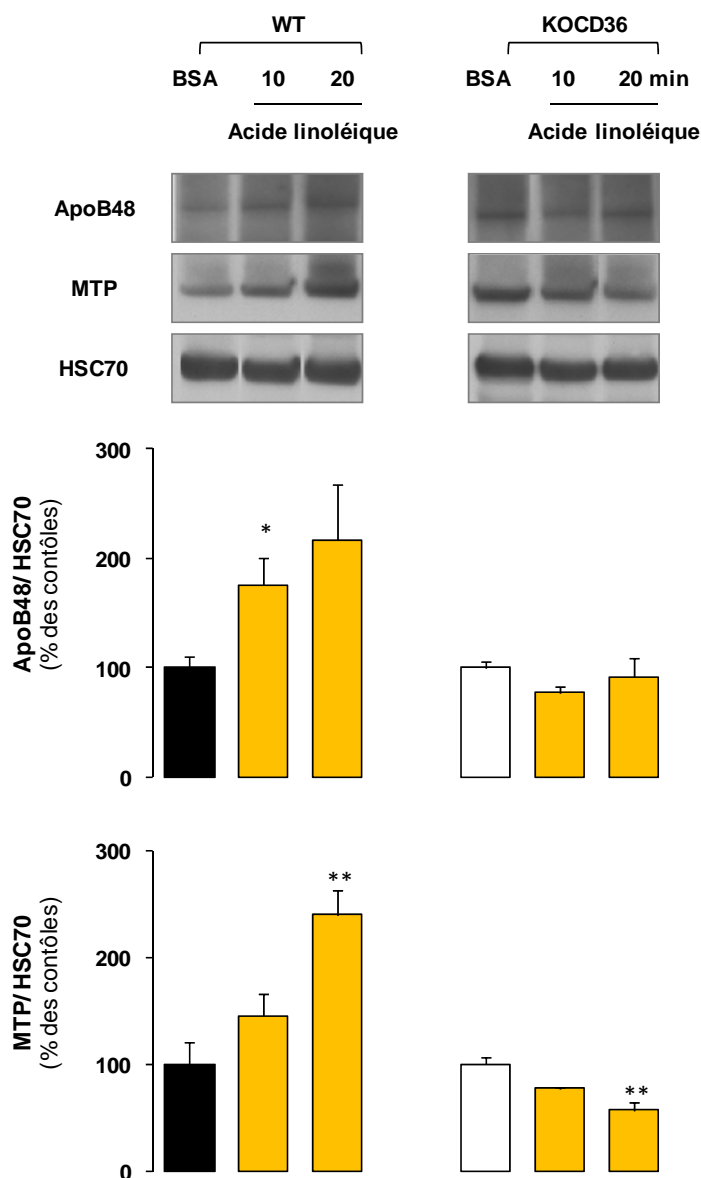 WT KOCD36
BSA 10 20 BSA 10 20 min
Acide linoléique Acide linoléique
ApoB48
MTP
HSC70
300
200
100
0
ApoB48/ HSC70
(% des contôles)
*
300
200
100
0
MTP/ HSC70
(% des contôles)
**
**